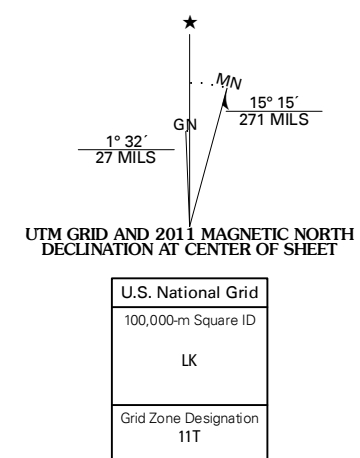 ★
MN
15° 15´
271 MILS
GN
1° 32´
27 MILS
UTM GRID AND 2011 MAGNETIC NORTH
DECLINATION AT CENTER OF SHEET
U.S. National Grid
100,000-m Square ID
LK
Grid Zone Designation
11T